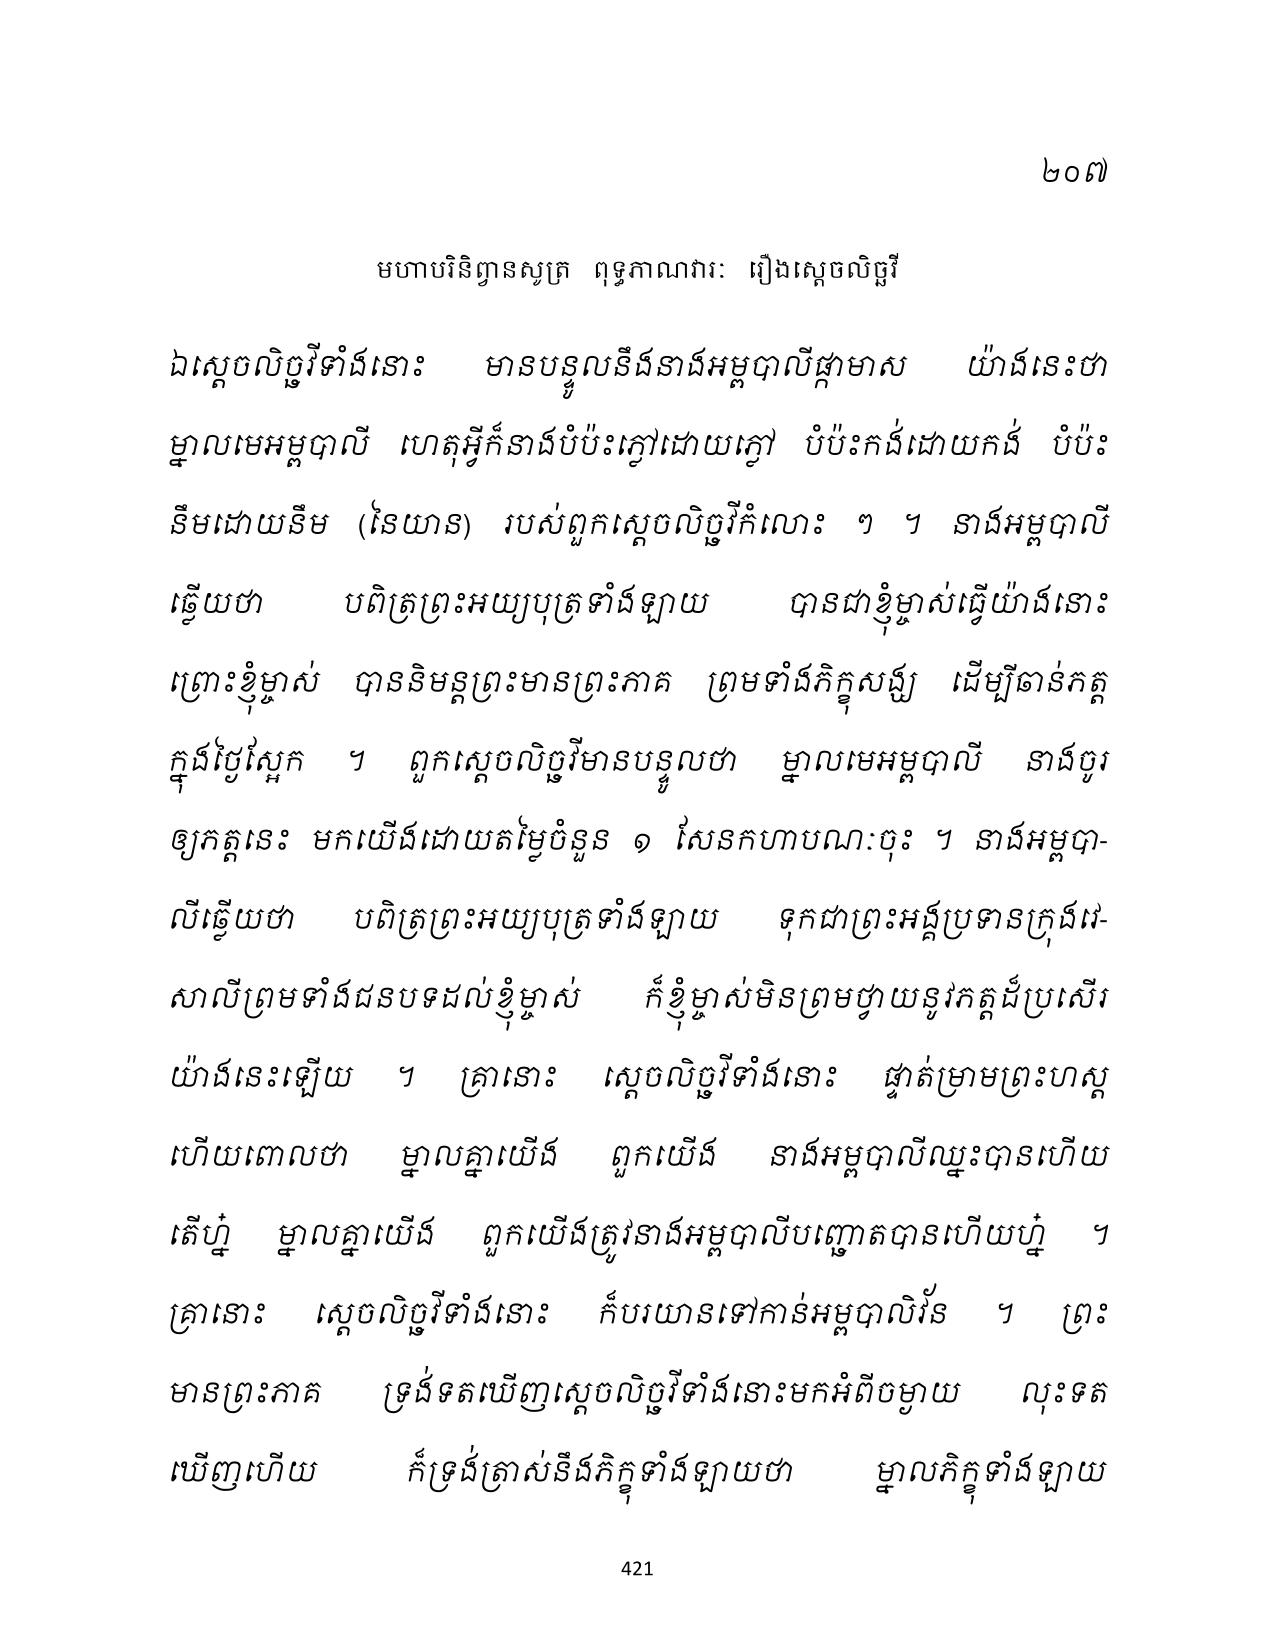 ២០៧
មហាបរិនិព្វានសូត្រ ពុទ្ធភាណវារៈ រឿងស្តេចលិច្ឆវី
ឯស្តេចលិច្ឆវីទាំងនោះ មានបន្ទូលនឹងនាងអម្ពបាលីផ្កាមាស យ៉ាងនេះថា
ម្នាលមេអម្ពបាលី ហេតុអ្វីក៏នាងបំប៉ះភ្លៅដោយភ្លៅ បំប៉ះកង់ដោយកង់ បំប៉ះ
នឹមដោយនឹម (នៃយាន) របស់ពួកស្តេចលិច្ឆវីកំលោះ ៗ ។ នាងអម្ពបាលី
ឆ្លើយថា បពិត្រព្រះអយ្យបុត្រទាំងឡាយ បានជាខ្ញុំម្ចាស់ធ្វើយ៉ាងនោះ
ព្រោះខ្ញុំម្ចាស់ បាននិមន្តព្រះមានព្រះភាគ ព្រមទាំងភិក្ខុសង្ឃ ដើម្បីឆាន់ភត្ត
ក្នុងថ្ងៃស្អែក ។ ពួកស្តេចលិច្ឆវីមានបន្ទូលថា ម្នាលមេអម្ពបាលី នាងចូរ
ឲ្យភត្តនេះ មកយើងដោយតម្លៃចំនួន ១ សែនកហាបណៈចុះ ។ នាងអម្ពបា-
លីឆ្លើយថា បពិត្រព្រះអយ្យបុត្រទាំងឡាយ ទុកជាព្រះអង្គប្រទានក្រុងវេ-
សាលីព្រមទាំងជនបទដល់ខ្ញុំម្ចាស់ ក៏ខ្ញុំម្ចាស់មិនព្រមថ្វាយនូវភត្តដ៏ប្រសើរ
យ៉ាងនេះឡើយ ។ គ្រានោះ ស្តេចលិច្ឆវីទាំងនោះ ផ្ទាត់ម្រាមព្រះហស្ត
ហើយពោលថា ម្នាលគ្នាយើង ពួកយើង នាងអម្ពបាលីឈ្នះបានហើយ
តើហ្ន៎ ម្នាលគ្នាយើង ពួកយើងត្រូវនាងអម្ពបាលីបញ្ឆោតបានហើយហ្ន៎ ។
គ្រានោះ ស្តេចលិច្ឆវីទាំងនោះ ក៏បរយានទៅកាន់អម្ពបាលិវ័ន ។ ព្រះ
មានព្រះភាគ ទ្រង់ទតឃើញស្តេចលិច្ឆវីទាំងនោះមកអំពីចម្ងាយ លុះទត
ឃើញហើយ ក៏ទ្រង់ត្រាស់នឹងភិក្ខុទាំងឡាយថា ម្នាលភិក្ខុទាំងឡាយ
421